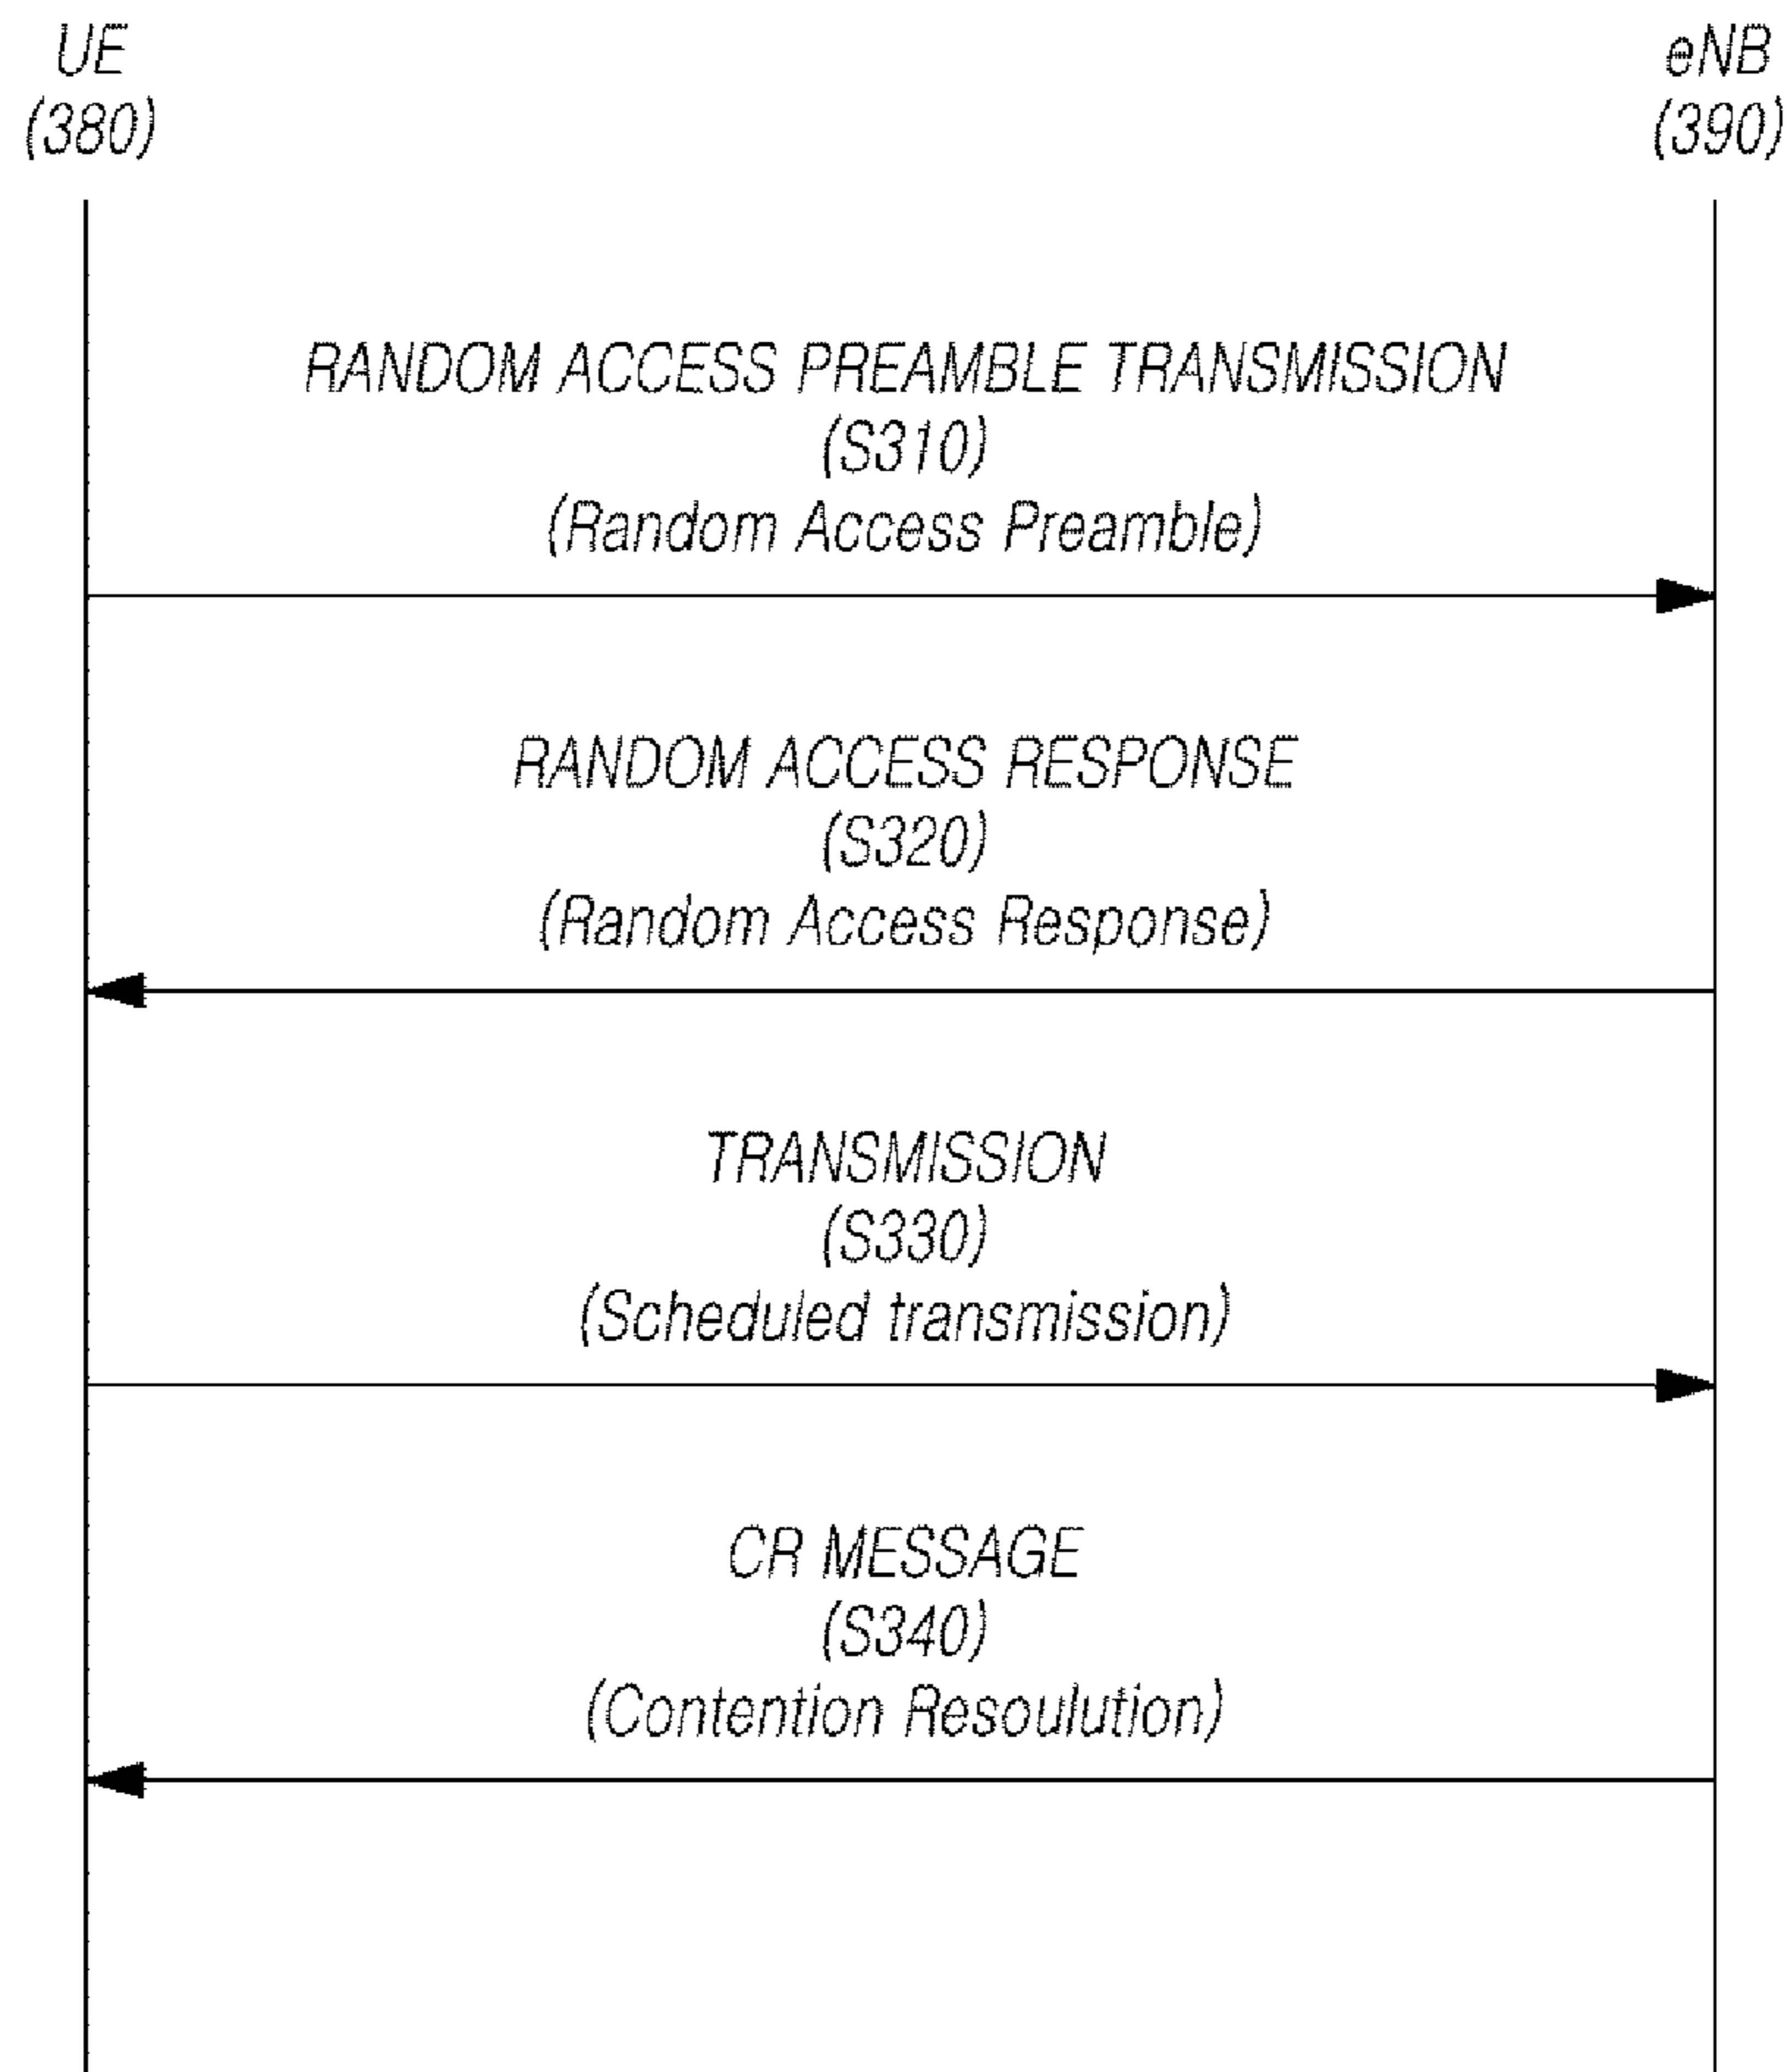 UE
(380)
eNB
(390)
RANDOM ACCESS PREAMBLE TRANSMISSION
(S310)
(Random Access Preamble)
RANDOM ACCESS RESPONSE
(S320)
(Random Access Response)
TRANSMISSION
(S330)
(Scheduled transmission)
CR MESSAGE
(S340)
(Contention Resoulution)